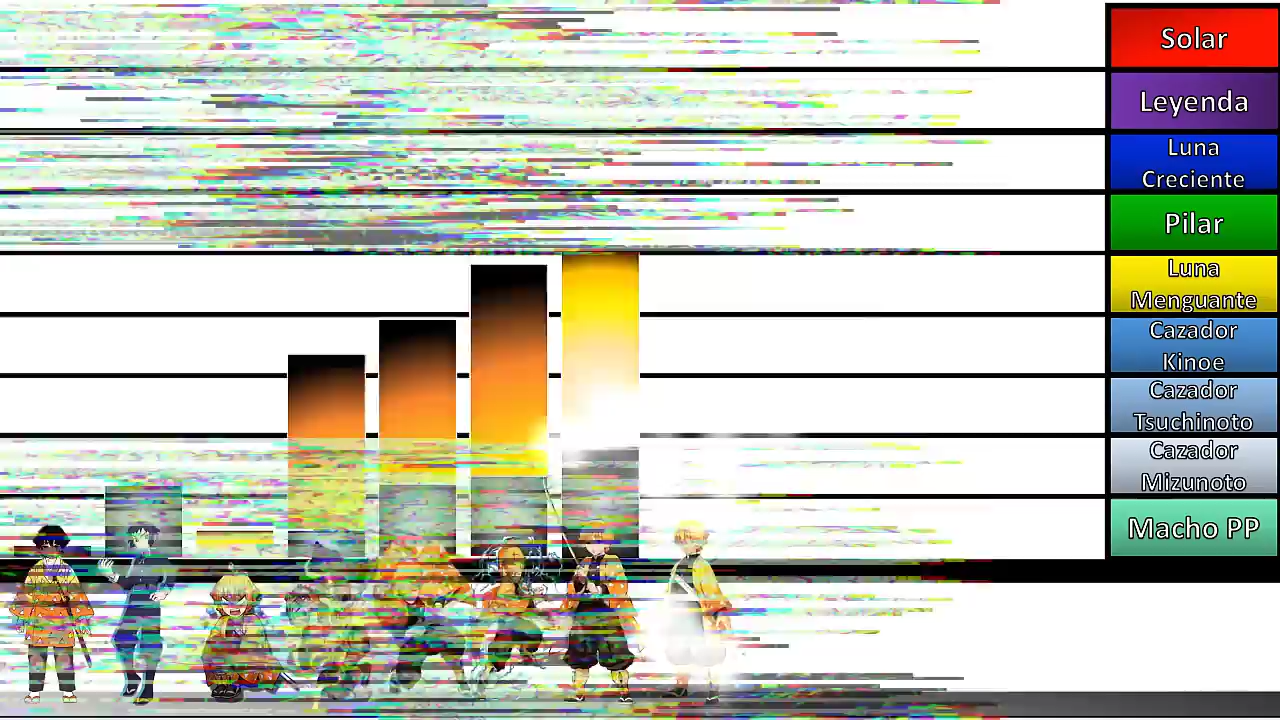 Solar
Leyenda
Luna
Creciente
Pilar
Luna
Menguante
Cazador
Kinoe
Cazador
Tsuchinoto
Cazador
Mizunoto
Macho PP